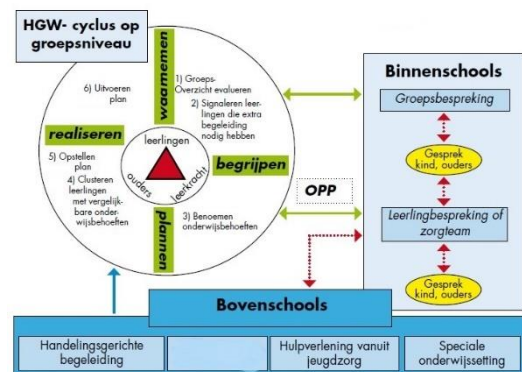 HGW- cyclus op
groepsniveau
waarnemen
6) Uitvoeren
plan
1) Groeps-
Overzicht evalueren
2) Signaleren leer-
lingen die extra
begeleiding
nodig hebben
realiseren
leerlingen
ouders
leerkracht
begrijpen
5) Opstellen
plan
4) Clusteren
leerlingen
met vergelijk-
bare onder-
wijsbehoeften
plannen
3) Benoemen
onderwijsbehoeften
OPP
Binnenschools
Groepsbespreking
Gesprek
kind, ouders
Leerlingbespreking of
zorgteam
Gesprek
kind, ouders
Bovenschools
Handelingsgerichte
begeleiding
Hulpverlening vanuit
jeugdzorg
Speciale
onderwijssetting